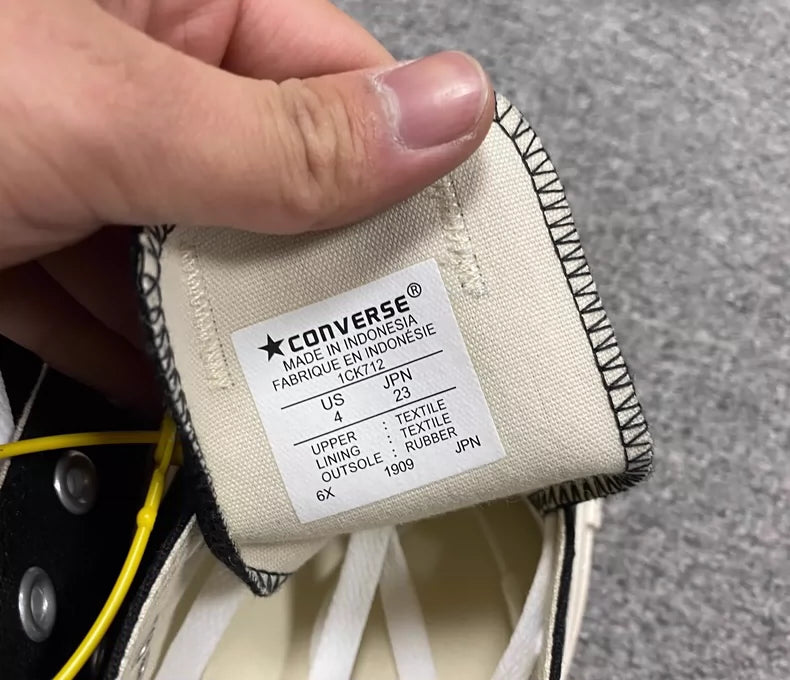 ★CONVERSE®
MADE IN INDONESIA
FABRIQUE EN INDONÉSIE
1CK712
US JPN
4 23
UPPER : TEXTILE
LINING : TEXTILE
OUTSOLE : RUBBER
6X 1909 JPN